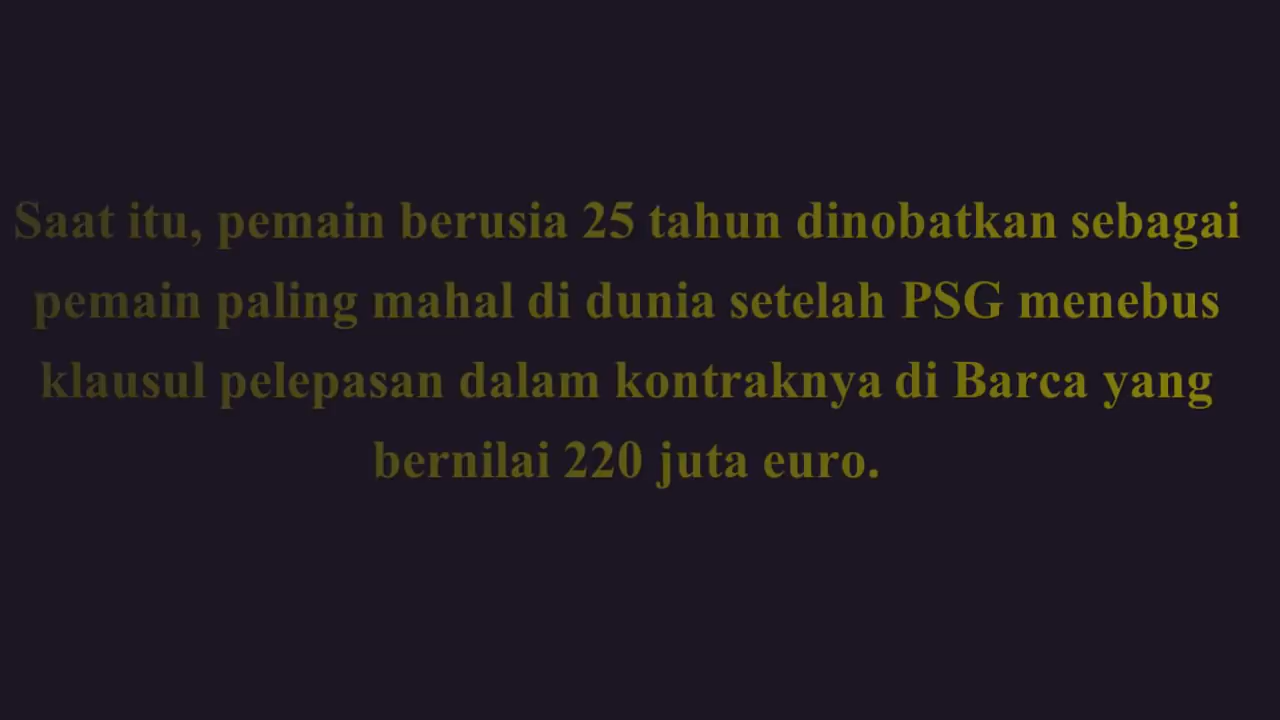 Saat itu, pemain berusia 25 tahun dinobatkan sebagai
pemain paling mahal di dunia setelah PSG menebus
klausul pelepasan dalam kontraknya di Barca yang
bernilai 220 juta euro.